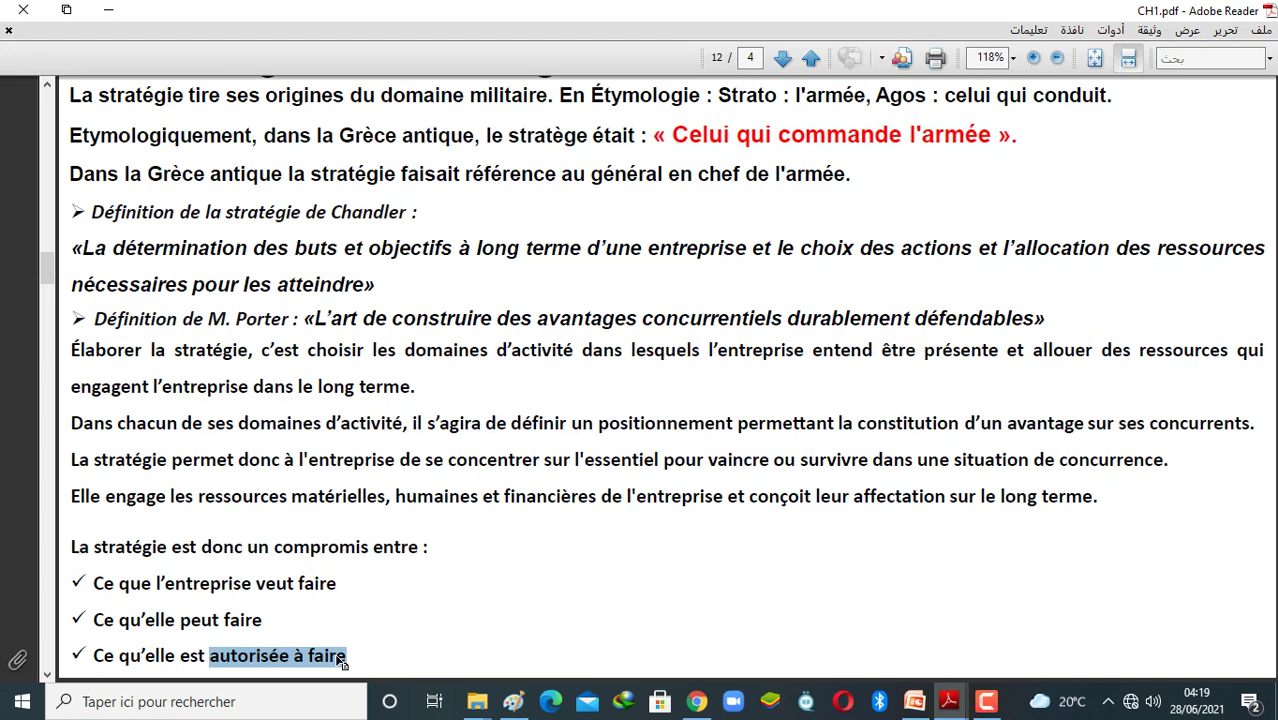 CH1.pdf - Adobe Reader
ملف تحرير عرض وثيقة أدوات نافذة تعليمات
12 / 4 118% بحث
La stratégie tire ses origines du domaine militaire. En Étymologie : Strato : l'armée, Agos : celui qui conduit.
Etymologiquement, dans la Grèce antique, le stratège était : « Celui qui commande l'armée ».
Dans la Grèce antique la stratégie faisait référence au général en chef de l'armée.
➢ Définition de la stratégie de Chandler :
«La détermination des buts et objectifs à long terme d’une entreprise et le choix des actions et l’allocation des ressources
nécessaires pour les atteindre»
➢ Définition de M. Porter : «L’art de construire des avantages concurrentiels durablement défendables»
Élaborer la stratégie, c’est choisir les domaines d’activité dans lesquels l’entreprise entend être présente et allouer des ressources qui
engagent l’entreprise dans le long terme.
Dans chacun de ses domaines d’activité, il s’agira de définir un positionnement permettant la constitution d’un avantage sur ses concurrents.
La stratégie permet donc à l'entreprise de se concentrer sur l'essentiel pour vaincre ou survivre dans une situation de concurrence.
Elle engage les ressources matérielles, humaines et financières de l'entreprise et conçoit leur affectation sur le long terme.
La stratégie est donc un compromis entre :
✓ Ce que l’entreprise veut faire
✓ Ce qu’elle peut faire
✓ Ce qu’elle est autorisée à faire
Taper ici pour rechercher
20°C
04:19
28/06/2021
2